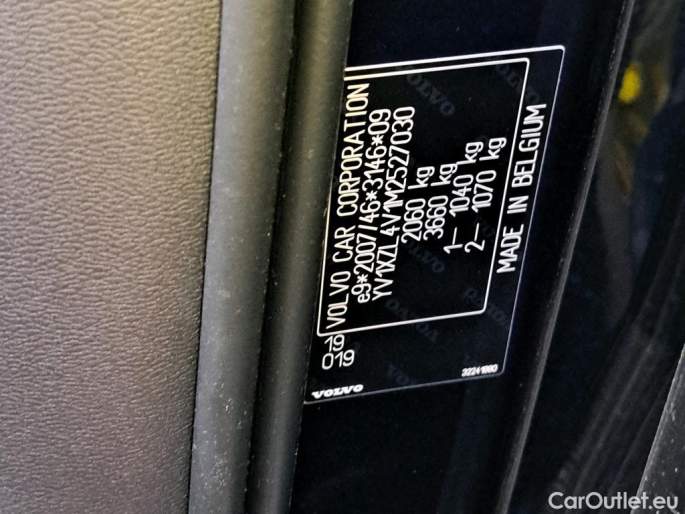 VOLVO CAR CORPORATION
e9*2007/46*3146*09
YV1XZL4V1M2527030
2060 kg
3660 kg
1– 1040 kg
2– 1070 kg
MADE IN BELGIUM
19
019
VOLVO
CarOutlet.eu